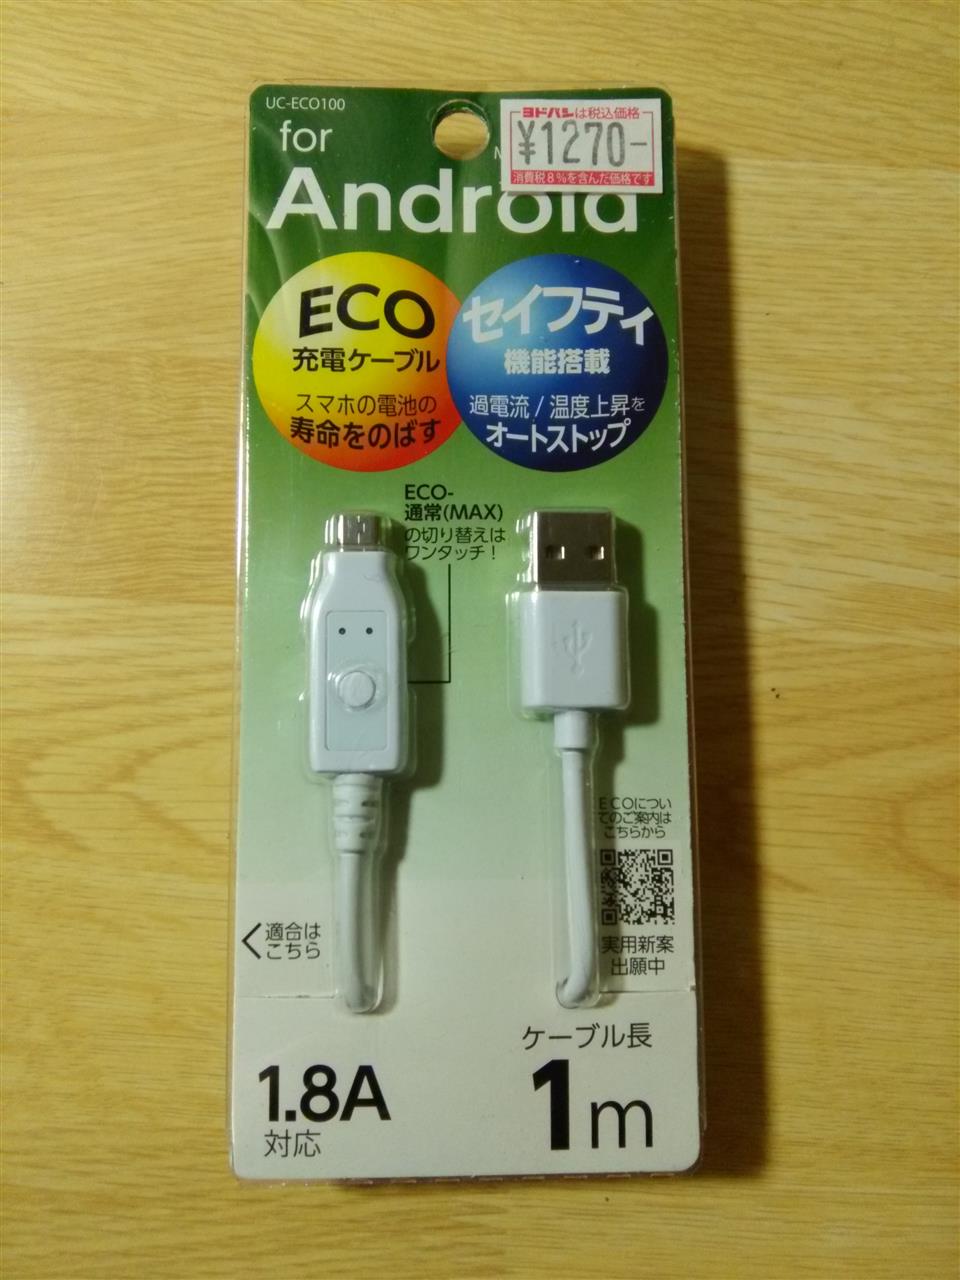 UC-ECO100
for
Android
ヨドバシは税込価格
¥1270-
消費税8%を含んだ価格です
ECO
充電ケーブル
スマホの電池の
寿命をのばす
セイフティ
機能搭載
過電流/温度上昇を
オートストップ
ECO-
通常(MAX)
の切り替えは
ワンタッチ!
ECOについ
てのご案内は
こちらから
実用新案
出願中
適合は
こちら
1.8A
対応
ケーブル長
1m